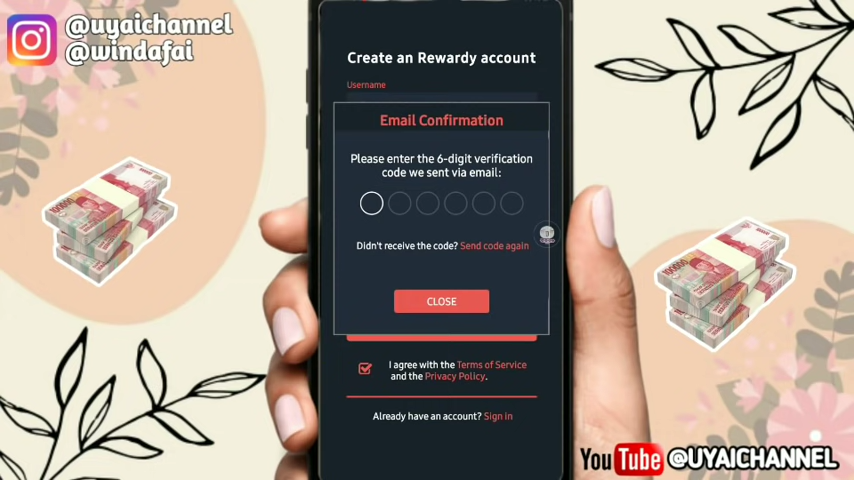 @uyaichannel
@windafai
Create an Rewardy account
Username
Email Confirmation
Please enter the 6-digit verification
code we sent via email:
Didn't receive the code? Send code again
CLOSE
I agree with the Terms of Service
and the Privacy Policy.
Already have an account? Sign in
YouTube @UYAICHANNEL
100000
100000